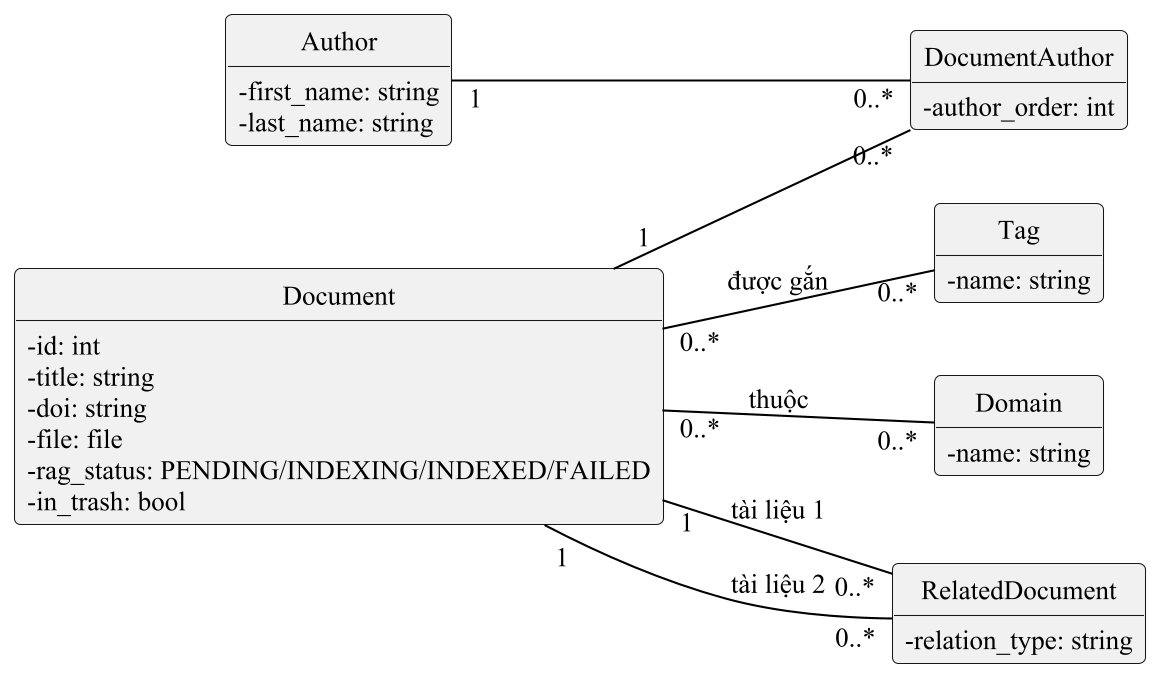 Author
-first_name: string
-last_name: string
1
0..*
DocumentAuthor
-author_order: int
0..*
1
Tag
-name: string
được gắn
0..*
0..*
Document
-id: int
-title: string
-doi: string
-file: file
-rag_status: PENDING/INDEXING/INDEXED/FAILED
-in_trash: bool
Domain
-name: string
thuộc
0..*
0..*
tài liệu 1
1
0..*
1
tài liệu 2
0..*
RelatedDocument
-relation_type: string